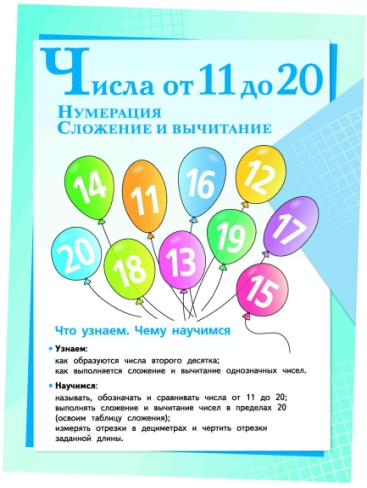 Числа от 11 до 20
Нумерация
Сложение и вычитание
14
11
16
12
20
18
13
19
17
15
Что узнаем. Чему научимся
• Узнаем:
как образуются числа второго десятка;
как выполняется сложение и вычитание однозначных чисел.
• Научимся:
называть, обозначать и сравнивать числа от 11 до 20;
выполнять сложение и вычитание чисел в пределах 20
(освоим таблицу сложения);
измерять отрезки в дециметрах и чертить отрезки
заданной длины.